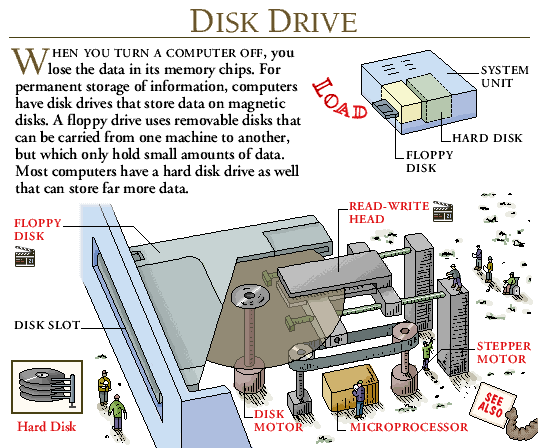 DISK DRIVE
WHEN YOU TURN A COMPUTER OFF, you
lose the data in its memory chips. For
permanent storage of information, computers
have disk drives that store data on magnetic
disks. A floppy drive uses removable disks that
can be carried from one machine to another,
but which only hold small amounts of data.
Most computers have a hard disk drive as well
that can store far more data.
LOAD
SYSTEM
UNIT
HARD DISK
FLOPPY
DISK
READ-WRITE
HEAD
FLOPPY
DISK
DISK SLOT
STEPPER
MOTOR
Hard Disk
DISK
MOTOR
MICROPROCESSOR
SEE
ALSO